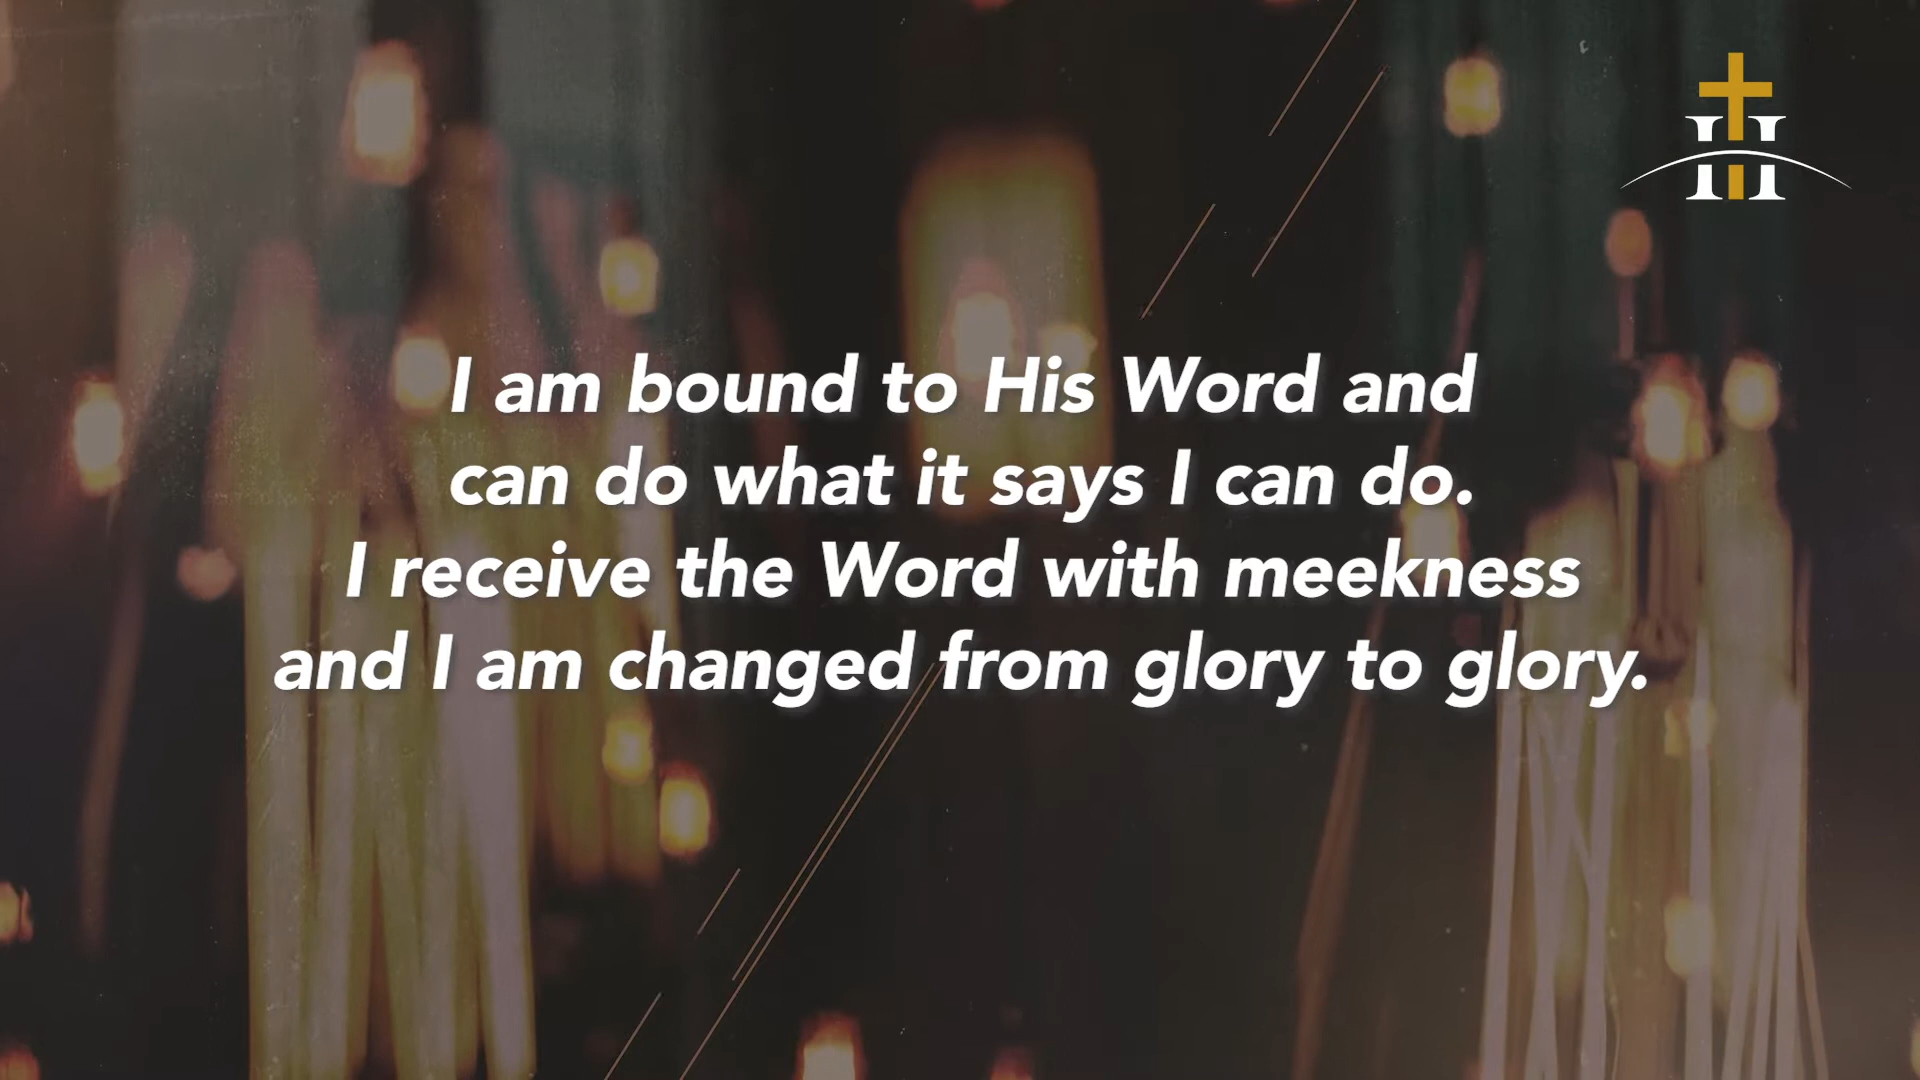 I am bound to His Word and
can do what it says I can do.
I receive the Word with meekness
and I am changed from glory to glory.